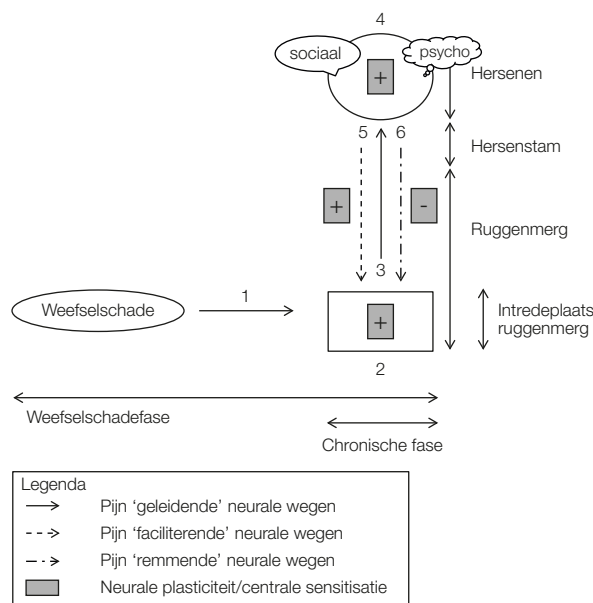 4
sociaal
psycho
+
Hersenen
5 6
Hersenstam
+
-
Ruggenmerg
3
1
Weefselschade
+
Intredeplaats
ruggenmerg
2
Weefselschadefase
Chronische fase
Legenda
Pijn ‘geleidende’ neurale wegen
Pijn ‘faciliterende’ neurale wegen
Pijn ‘remmende’ neurale wegen
Neurale plasticiteit/centrale sensitisatie